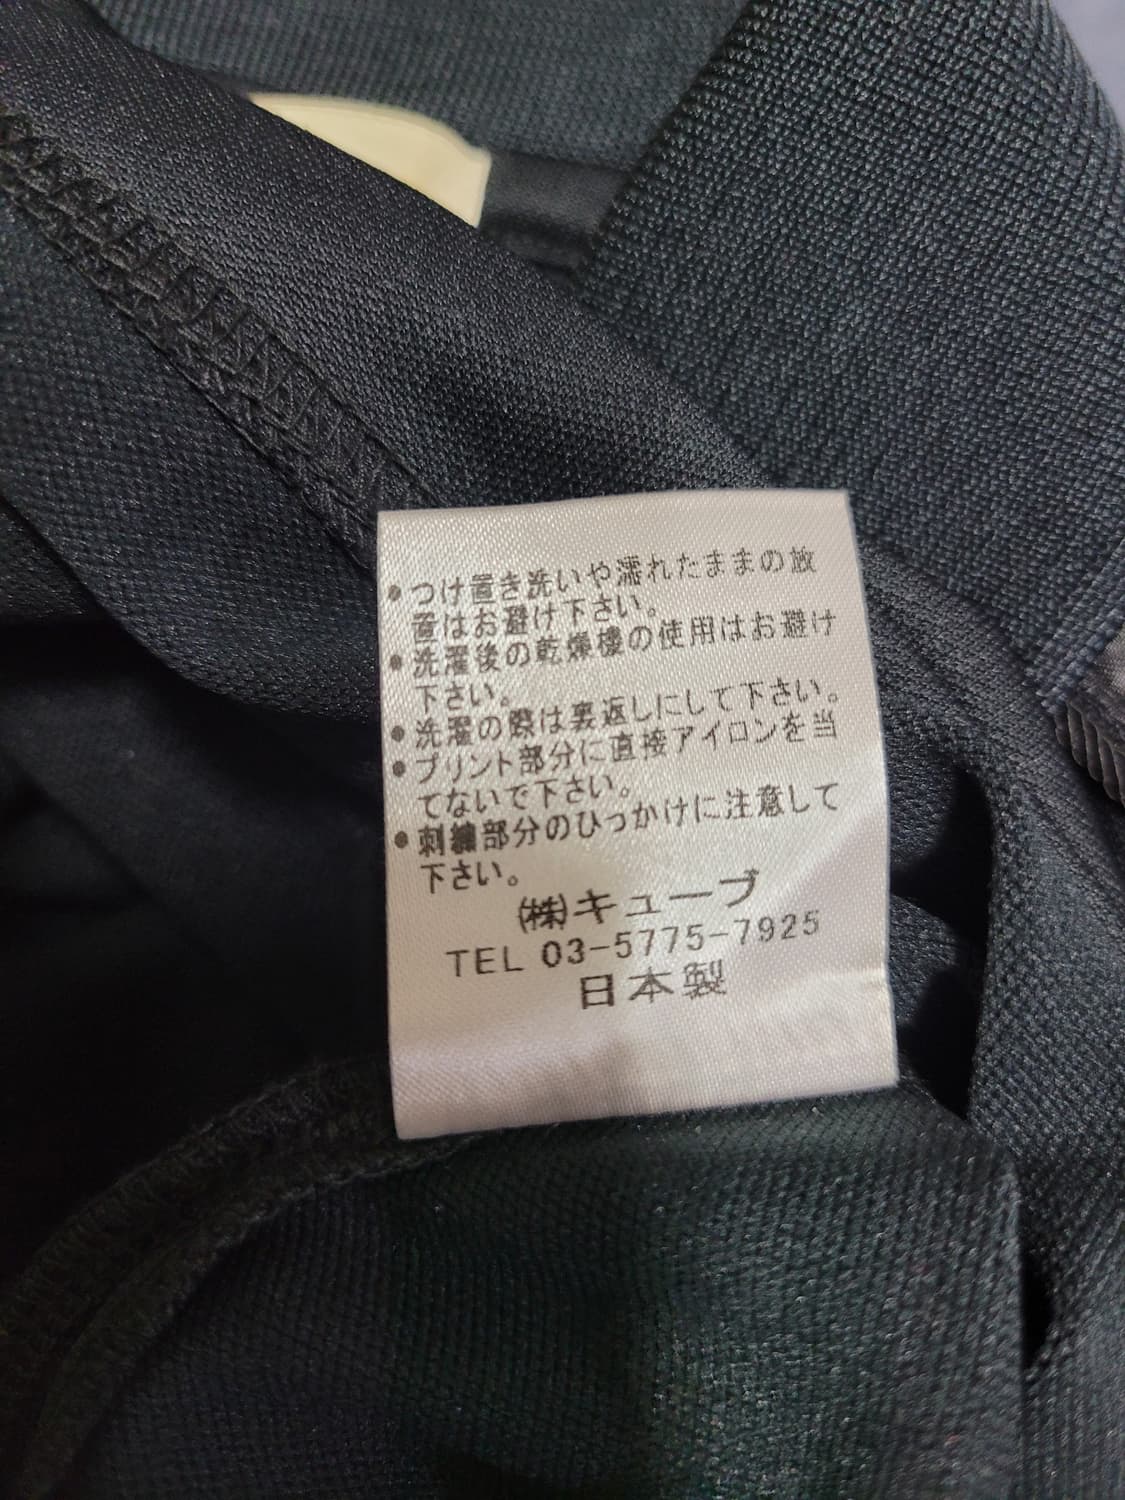 ●つけ置き洗いや濡れたままの放
置はお避け下さい。
●洗濯後の乾燥機の使用はお避け
下さい。
●洗濯の際は裏返しにして下さい。
●プリント部分に直接アイロンを当
てないで下さい。
●刺繍部分のひっかけに注意して
下さい。
㈱キューブ
TEL 03-5775-7925
日本製